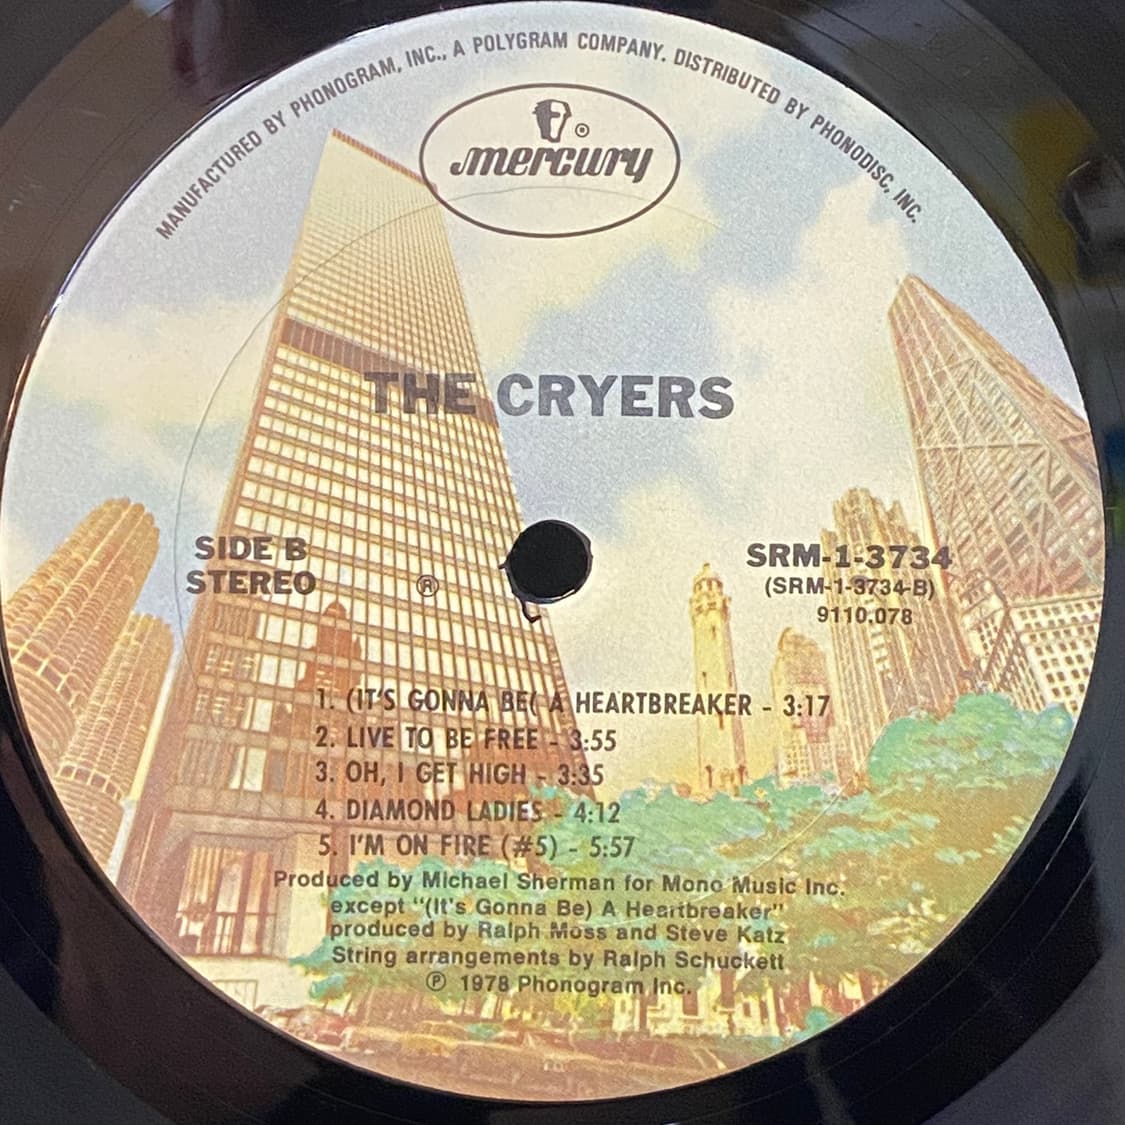 MANUFACTURED BY PHONOGRAM, INC., A POLYGRAM COMPANY. DISTRIBUTED BY PHONODISC, INC.
®
mercury
THE CRYERS
SIDE B
STEREO
®
SRM-1-3734
(SRM-1-3734-B)
9110.078
1. (IT'S GONNA BE( A HEARTBREAKER - 3:17
2. LIVE TO BE FREE - 3:55
3. OH, I GET HIGH - 3:35
4. DIAMOND LADIES - 4:12
5. I'M ON FIRE (#5) - 5:57
Produced by Michael Sherman for Mono Music Inc.
except "(It's Gonna Be) A Heartbreaker"
produced by Ralph Moss and Steve Katz
String arrangements by Ralph Schuckett
℗ 1978 Phonogram Inc.